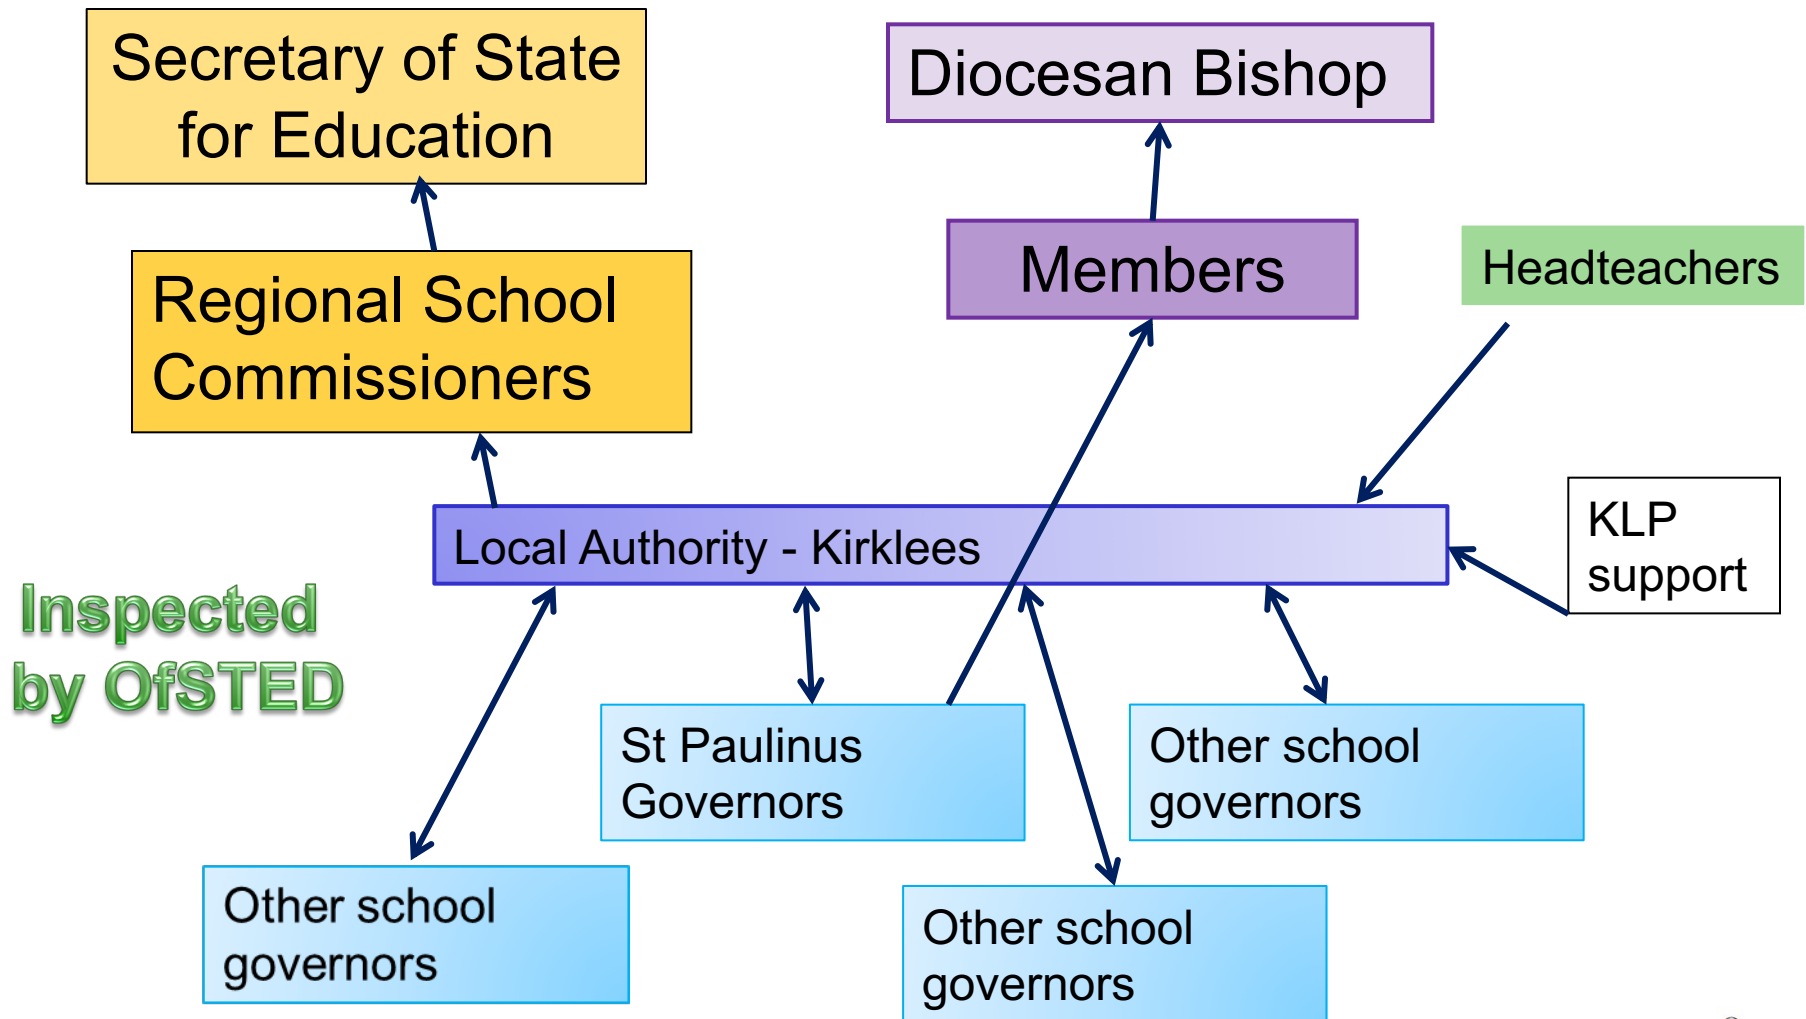 Secretary of State
for Education
Diocesan Bishop
Regional School
Commissioners
Members
Headteachers
Local Authority - Kirklees
KLP
support
Inspected
by OfSTED
St Paulinus
Governors
Other school
governors
Other school
governors
Other school
governors